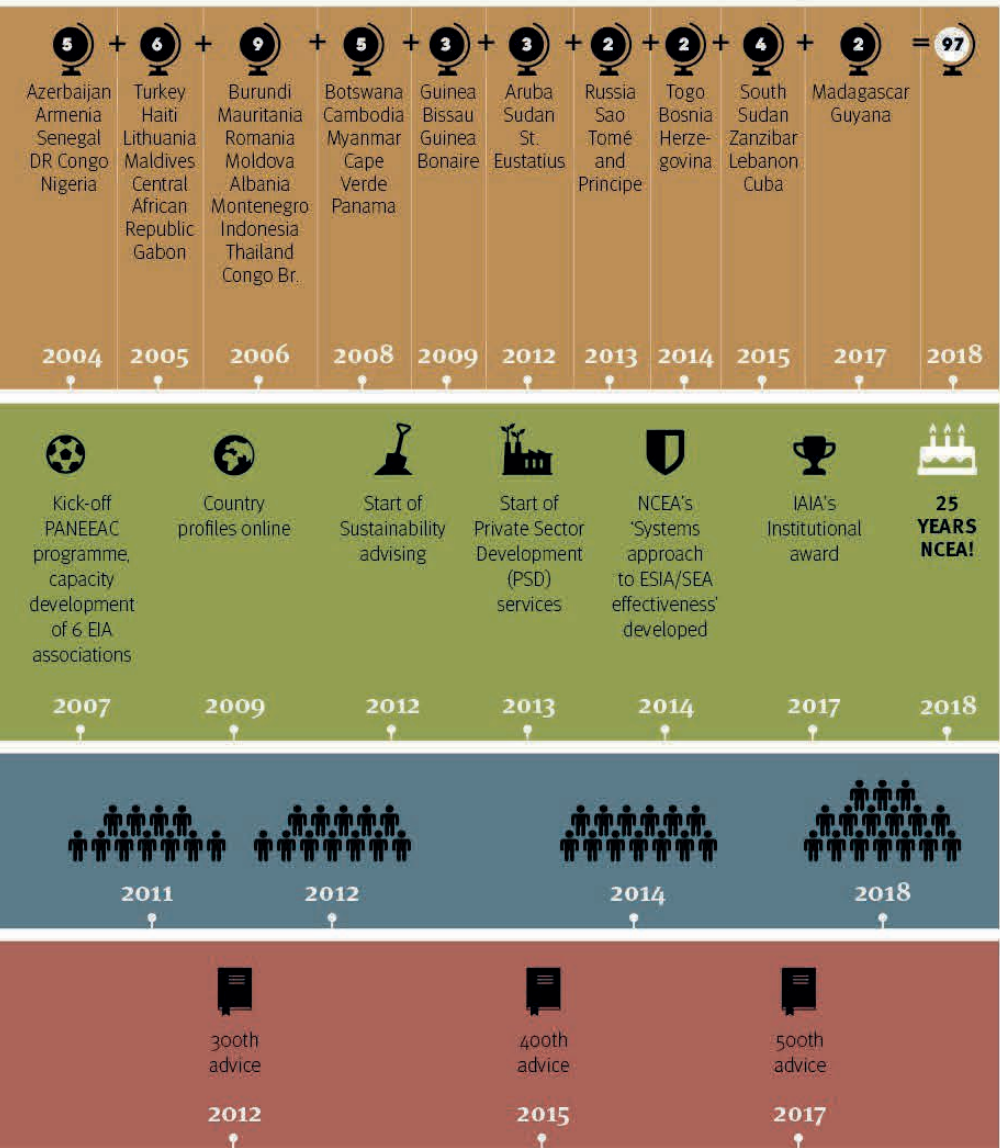 5 + 6 + 9 + 5 + 3 + 3 + 2 + 2 + 4 + 2 = 97
Azerbaijan
Armenia
Senegal
DR Congo
Nigeria
Turkey
Haiti
Lithuania
Maldives
Central
African
Republic
Gabon
Burundi
Mauritania
Romania
Moldova
Albania
Montenegro
Indonesia
Thailand
Congo Br.
Botswana
Cambodia
Myanmar
Cape
Verde
Panama
Guinea
Bissau
Guinea
Bonaire
Aruba
Sudan
St.
Eustatius
Russia
Sao
Tomé
and
Principe
Togo
Bosnia
Herze-
govina
South
Sudan
Zanzibar
Lebanon
Cuba
Madagascar
Guyana
2004 2005 2006 2008 2009 2012 2013 2014 2015 2017 2018
Kick-off
PANEEAC
programme,
capacity
development
of 6 EIA
associations
2007
Country
profiles online
2009
Start of
Sustainability
advising
2012
Start of
Private Sector
Development
(PSD)
services
2013
NCEA's
'Systems
approach
to ESIA/SEA
effectiveness'
developed
2014
IAIA's
Institutional
award
2017
25
YEARS
NCEA!
2018
2011 2012 2014 2018
300th
advice
2012
400th
advice
2015
500th
advice
2017